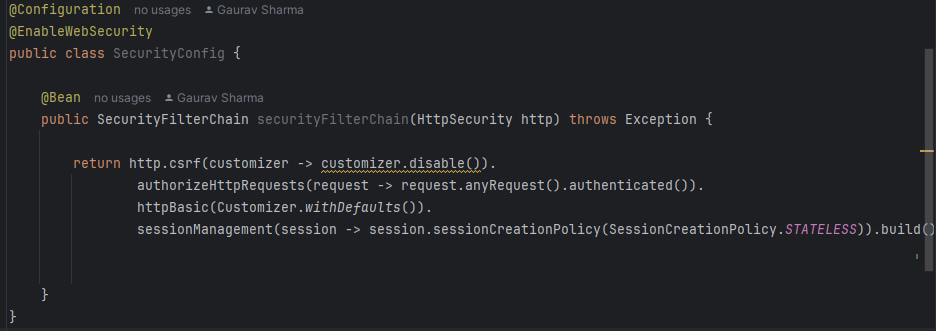 @Configuration no usages Gaurav Sharma
@EnableWebSecurity
public class SecurityConfig {
@Bean no usages Gaurav Sharma
public SecurityFilterChain securityFilterChain(HttpSecurity http) throws Exception {
return http.csrf(customizer -> customizer.disable()).
authorizeHttpRequests(request -> request.anyRequest().authenticated()).
httpBasic(Customizer.withDefaults()).
sessionManagement(session -> session.sessionCreationPolicy(SessionCreationPolicy.STATELESS)).build()
}
}